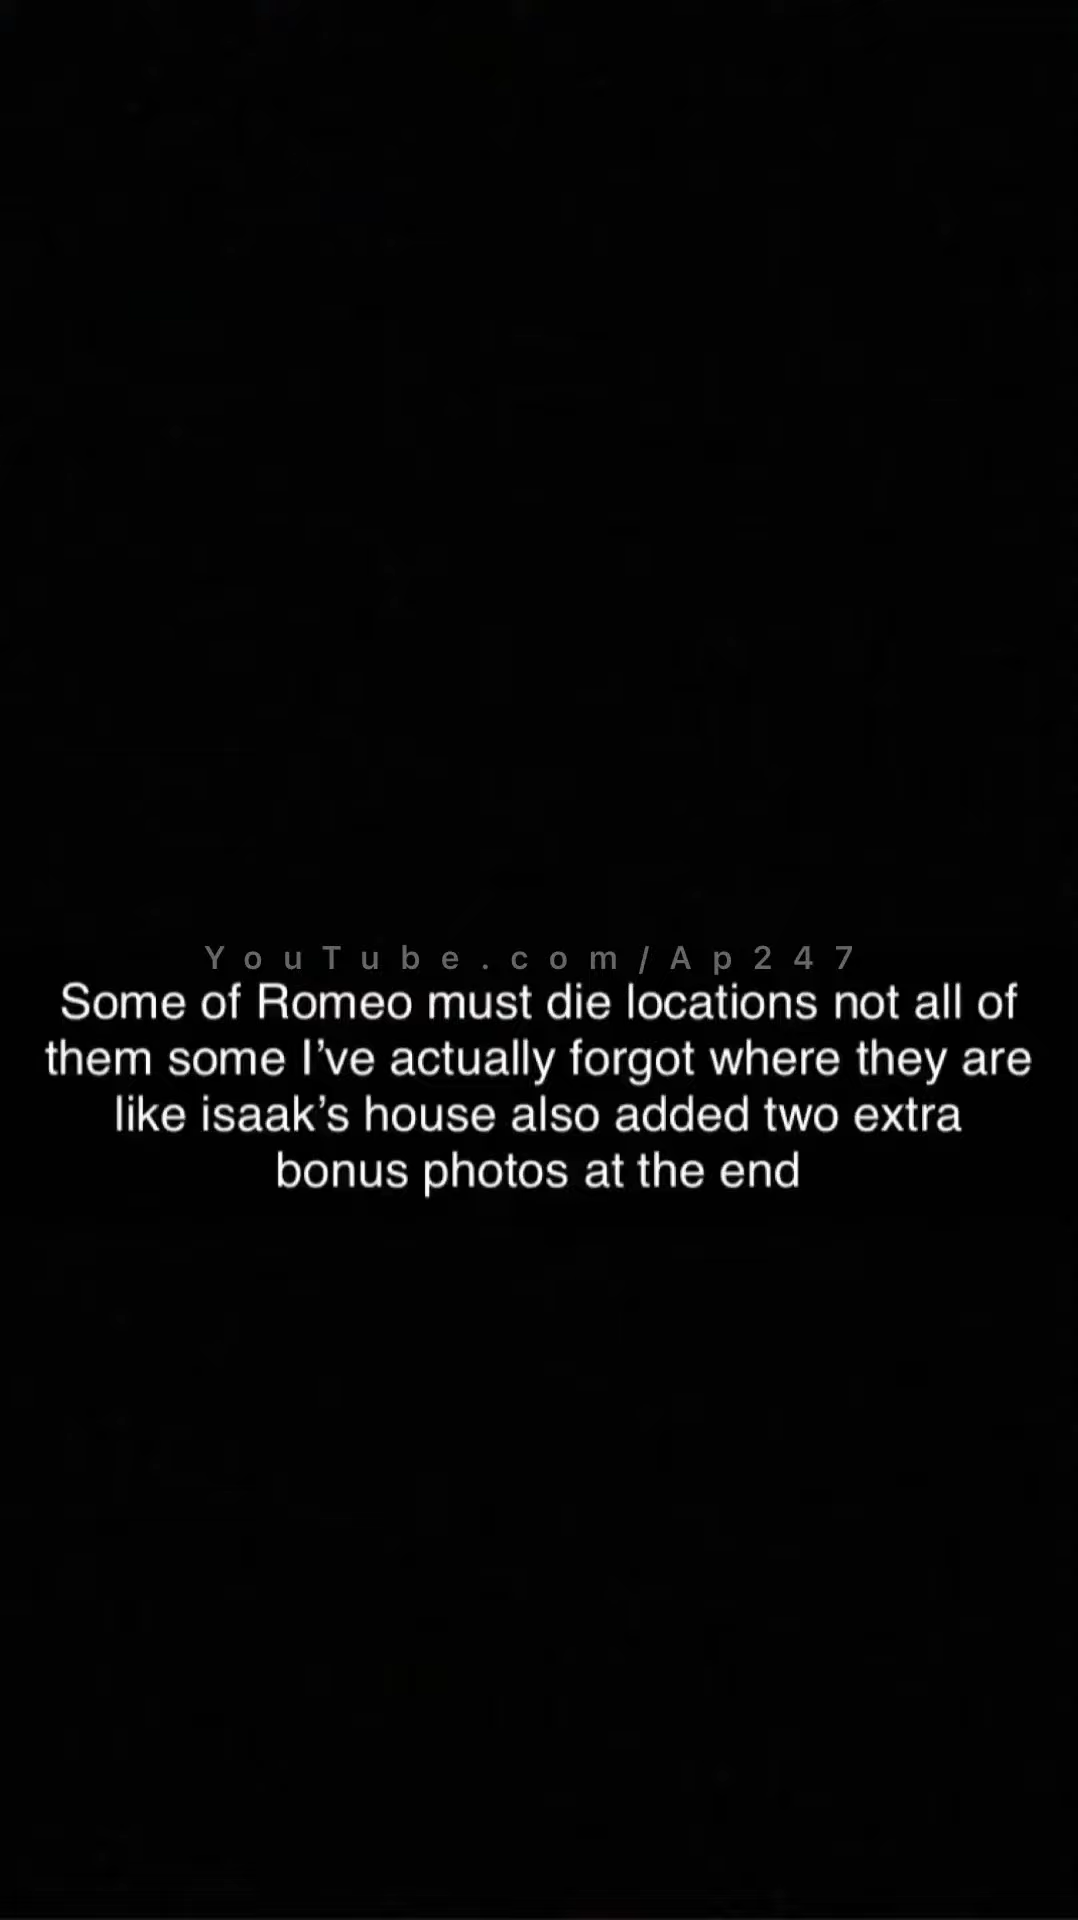 YouTube.com/Ap247
Some of Romeo must die locations not all of
them some I’ve actually forgot where they are
like isaak’s house also added two extra
bonus photos at the end